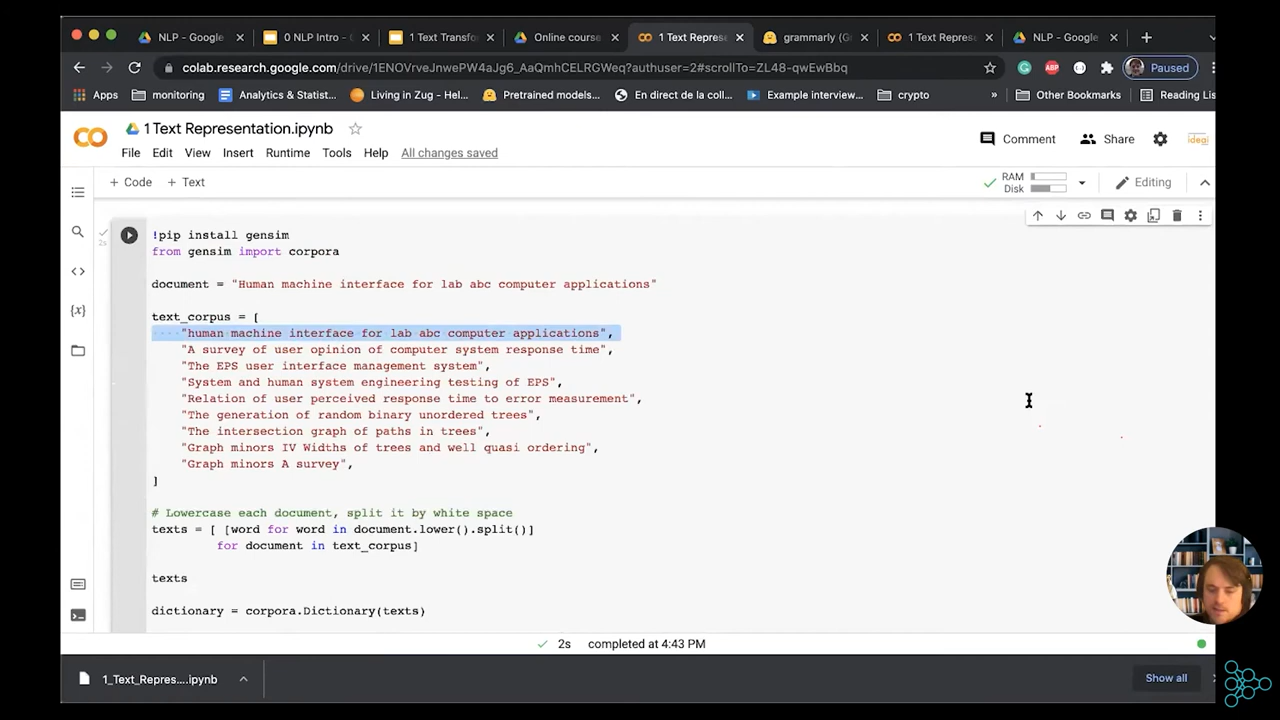 NLP - Google
0 NLP Intro - G
1 Text Transfo
Online course
1 Text Repres
grammarly (G
1 Text Repres
NLP - Google
colab.research.google.com/drive/1ENOVrveJnwePW4aJg6_AaQmhCELRGWeq?authuser=2#scrollTo=ZL48-qwEwBbq
ABP
Paused
Apps
monitoring
Analytics & Statist...
Living in Zug - Hel...
Pretrained models...
En direct de la coll...
Example interview...
crypto
»
Other Bookmarks
Reading Lis
1 Text Representation.ipynb
File Edit View Insert Runtime Tools Help All changes saved
Comment
Share
+ Code + Text
RAM
Disk
Editing
2s
!pip install gensim
from gensim import corpora
document = "Human machine interface for lab abc computer applications"
text_corpus = [
"human machine interface for lab abc computer applications",
"A survey of user opinion of computer system response time",
"The EPS user interface management system",
"System and human system engineering testing of EPS",
"Relation of user perceived response time to error measurement",
"The generation of random binary unordered trees",
"The intersection graph of paths in trees",
"Graph minors IV Widths of trees and well quasi ordering",
"Graph minors A survey",
]
# Lowercase each document, split it by white space
texts = [ [word for word in document.lower().split()]
for document in text_corpus]
texts
dictionary = corpora.Dictionary(texts)
2s completed at 4:43 PM
1_Text_Repres....ipynb
Show all